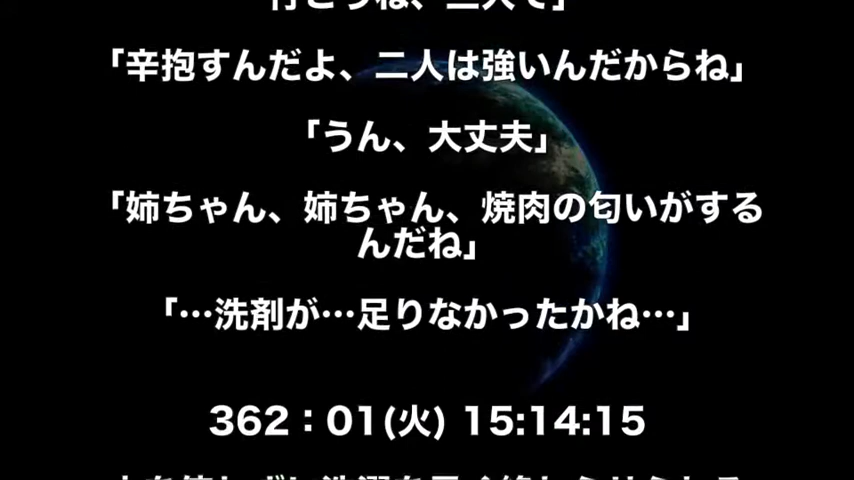 「辛抱すんだよ、二人は強いんだからね」
「うん、大丈夫」
「姉ちゃん、姉ちゃん、焼肉の匂いがする
んだね」
「…洗剤が…足りなかったかね…」
362：01(火) 15:14:15